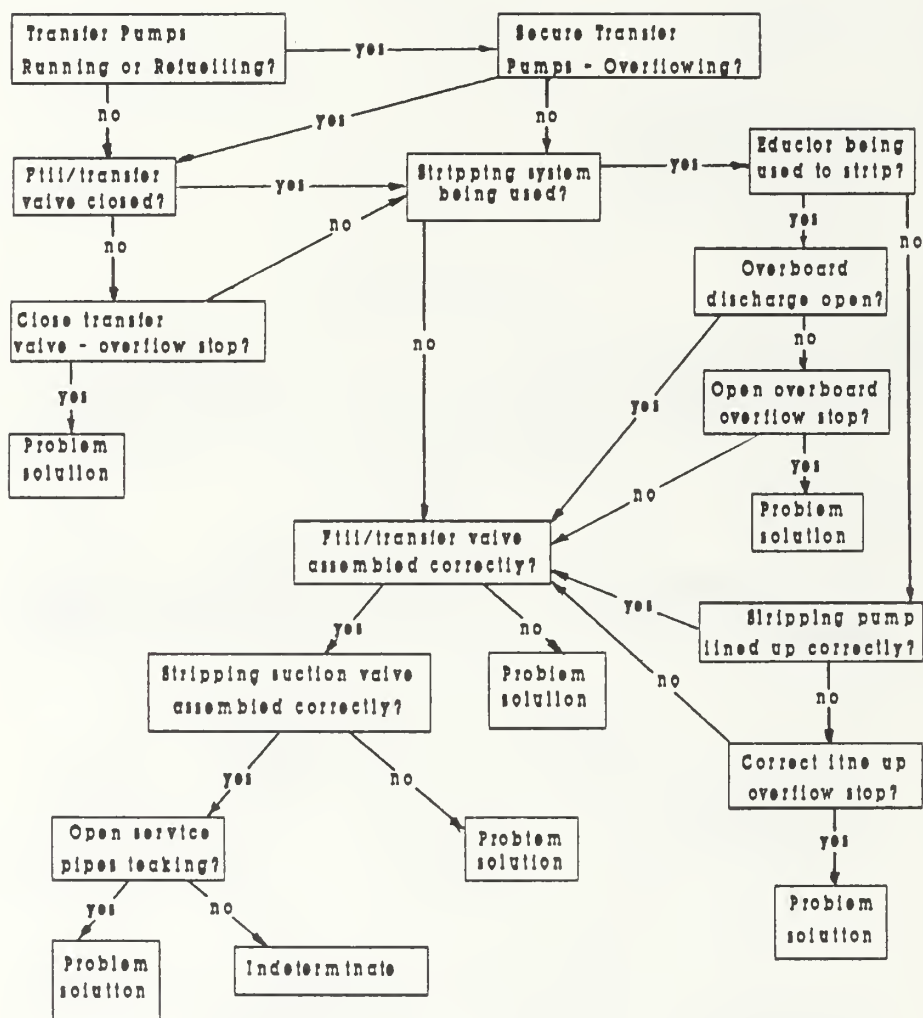 Transfer Pumps
Running or Refuelling?
yes
Secure Transfer
Pumps - Overflowing?
no
yes
no
Fill/transfer
valve closed?
yes
Stripping system
being used?
yes
Eductor being
used to strip?
no
no
yes
no
Overboard
discharge open?
Close transfer
valve - overflow stop?
no
no
yes
yes
Open overboard
overflow stop?
Problem
solution
no
yes
Problem
solution
Fill/transfer valve
assembled correctly?
yes
Stripping pump
lined up correctly?
yes
no
Stripping suction valve
assembled correctly?
Problem
solution
no
no
yes
no
Correct line up
overflow stop?
Open service
pipes leaking?
Problem
solution
yes
yes
no
Problem
solution
Problem
solution
Indeterminate